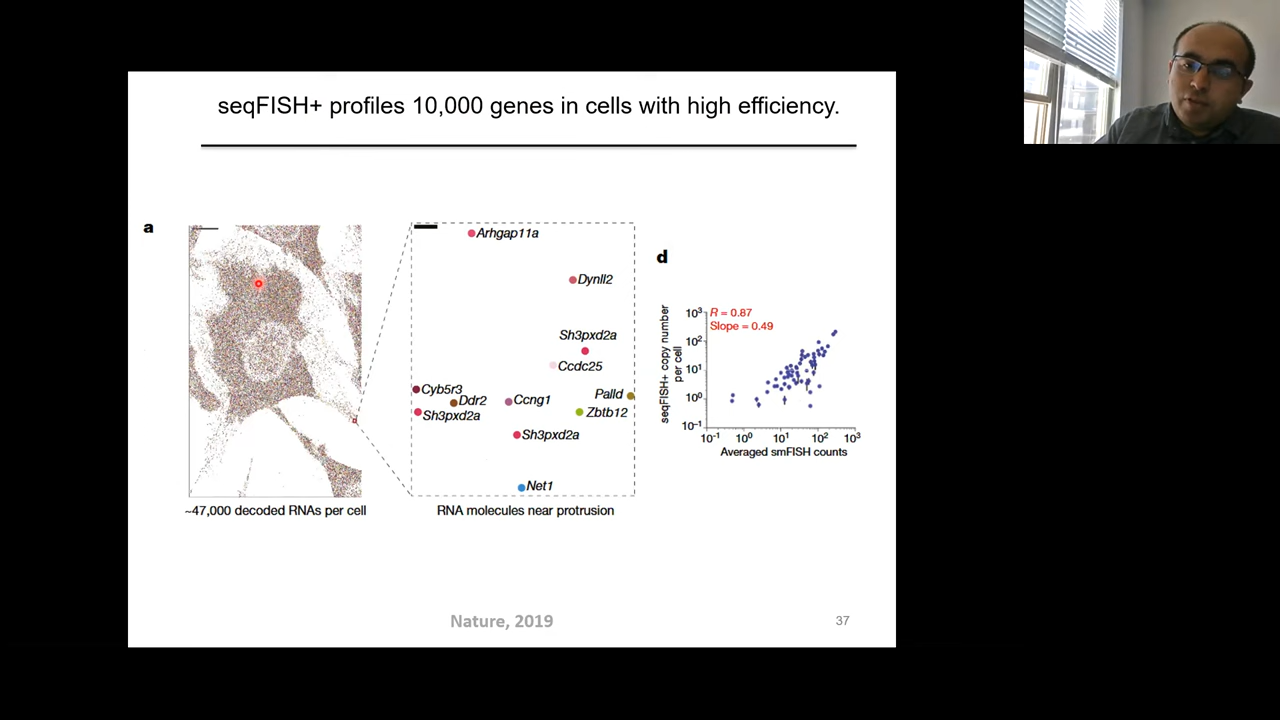 seqFISH+ profiles 10,000 genes in cells with high efficiency.
a
Arhgap11a
Dynll2
Sh3pxd2a
Ccdc25
Cyb5r3
Ddr2
Sh3pxd2a
Ccng1
Palld
Zbtb12
Sh3pxd2a
Net1
~47,000 decoded RNAs per cell
RNA molecules near protrusion
d
R = 0.87
Slope = 0.49
seqFISH+ copy number
per cell
10³
10²
10¹
10⁰
10⁻¹
10⁻¹ 10⁰ 10¹ 10² 10³
Averaged smFISH counts
Nature, 2019
37